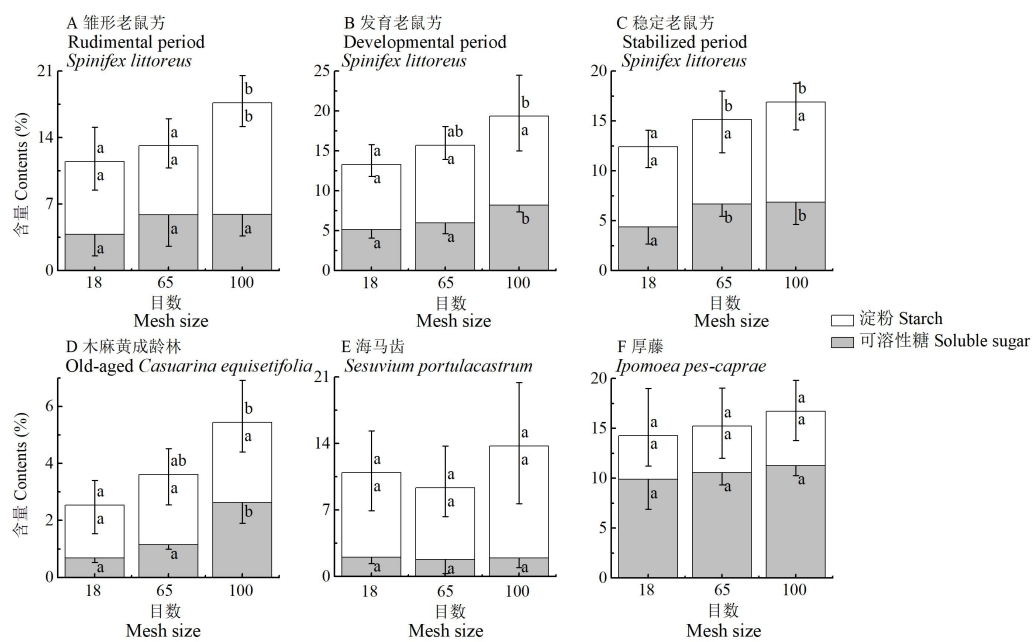 A 雏形老鼠芳
Rudimental period
Spinifex littoreus
B 发育老鼠芳
Developmental period
Spinifex littoreus
C 稳定老鼠芳
Stabilized period
Spinifex littoreus
含量 Contents (%)
21
14
7
0
a
a
a
a
a
a
b
b
a
18
65
100
目数
Mesh size
25
20
15
10
5
0
a
a
a
ab
a
a
b
a
b
18
65
100
目数
Mesh size
20
15
10
5
0
a
a
a
b
a
b
b
a
b
18
65
100
目数
Mesh size
淀粉 Starch
可溶性糖 Soluble sugar
D 木麻黄成龄林
Old-aged Casuarina equisetifolia
E 海马齿
Sesuvium portulacastrum
F 厚藤
Ipomoea pes-caprae
含量 Contents (%)
6
4
2
0
a
a
a
ab
a
a
b
a
b
18
65
100
目数
Mesh size
21
14
7
0
a
a
a
a
a
a
a
a
a
18
65
100
目数
Mesh size
20
15
10
5
0
a
a
a
a
a
a
a
a
a
18
65
100
目数
Mesh size